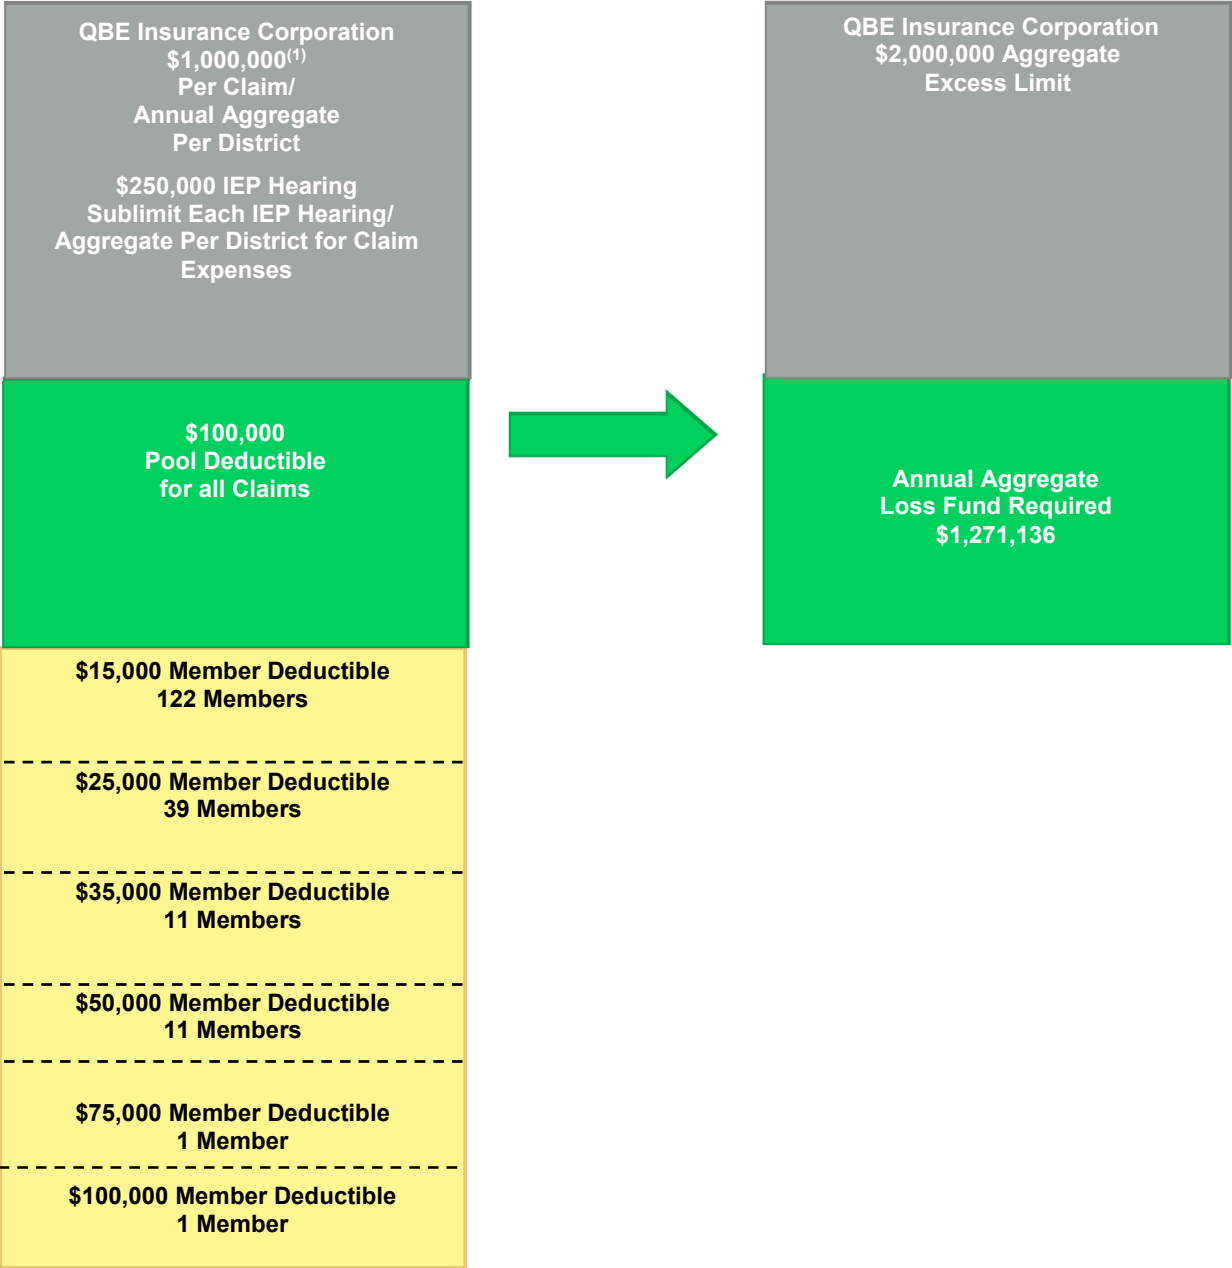 QBE Insurance Corporation
$1,000,000(1)
Per Claim/
Annual Aggregate
Per District
$250,000 IEP Hearing
Sublimit Each IEP Hearing/
Aggregate Per District for Claim
Expenses
$100,000
Pool Deductible
for all Claims
$15,000 Member Deductible
122 Members
$25,000 Member Deductible
39 Members
$35,000 Member Deductible
11 Members
$50,000 Member Deductible
11 Members
$75,000 Member Deductible
1 Member
$100,000 Member Deductible
1 Member
QBE Insurance Corporation
$2,000,000 Aggregate
Excess Limit
Annual Aggregate
Loss Fund Required
$1,271,136